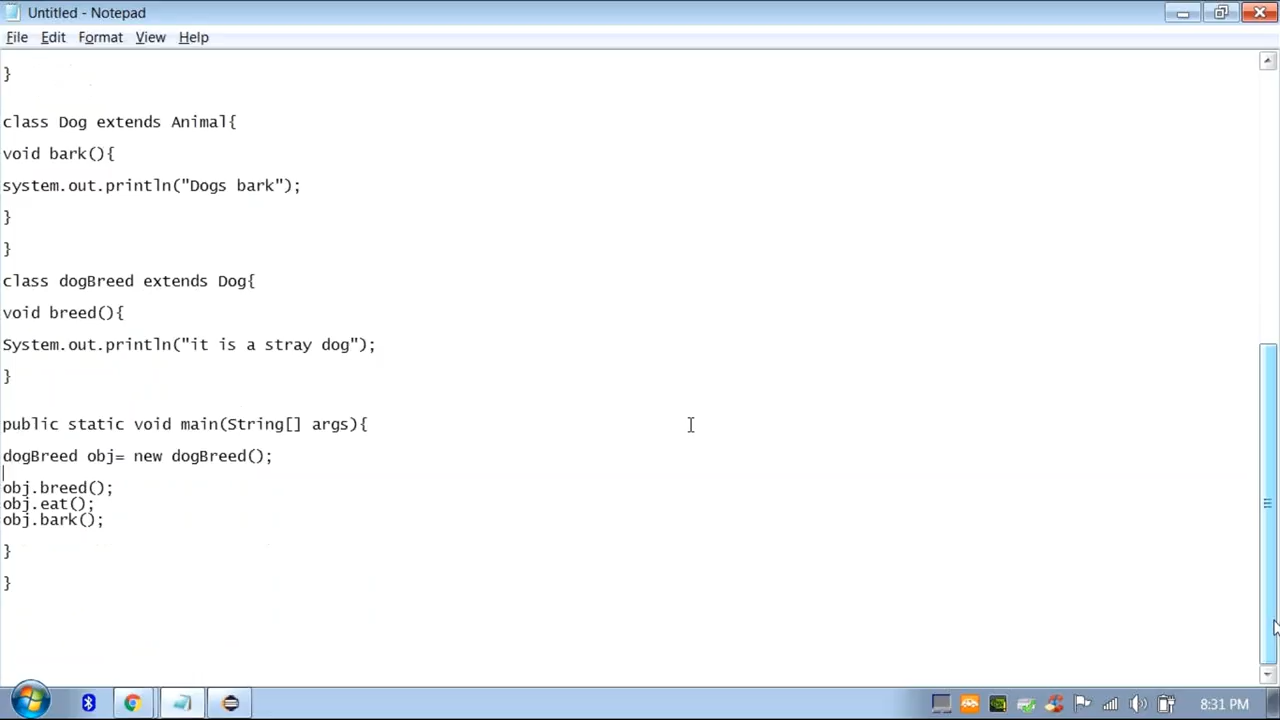 Untitled - Notepad
File Edit Format View Help
}
class Dog extends Animal{
void bark(){
system.out.println("Dogs bark");
}
}
class dogBreed extends Dog{
void breed(){
System.out.println("it is a stray dog");
}
public static void main(String[] args){
dogBreed obj= new dogBreed();
obj.breed();
obj.eat();
obj.bark();
}
}
8:31 PM